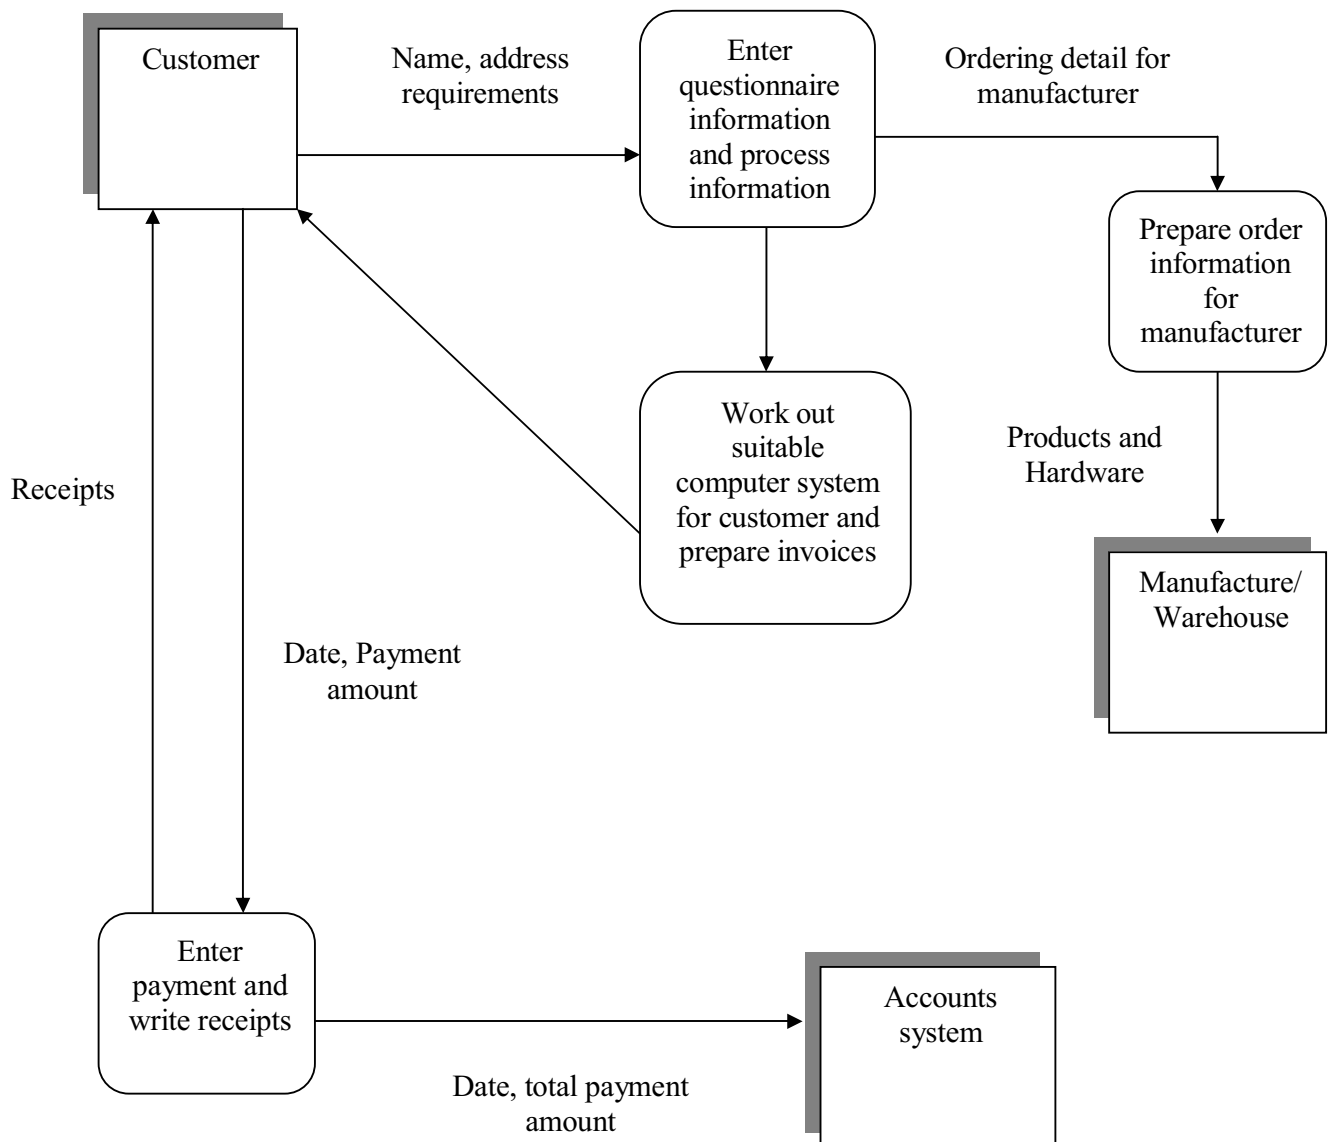 Customer
Name, address
requirements
Enter
questionnaire
information
and process
information
Ordering detail for
manufacturer
Prepare order
information
for
manufacturer
Work out
suitable
computer system
for customer and
prepare invoices
Products and
Hardware
Receipts
Manufacture/
Warehouse
Date, Payment
amount
Enter
payment and
write receipts
Accounts
system
Date, total payment
amount